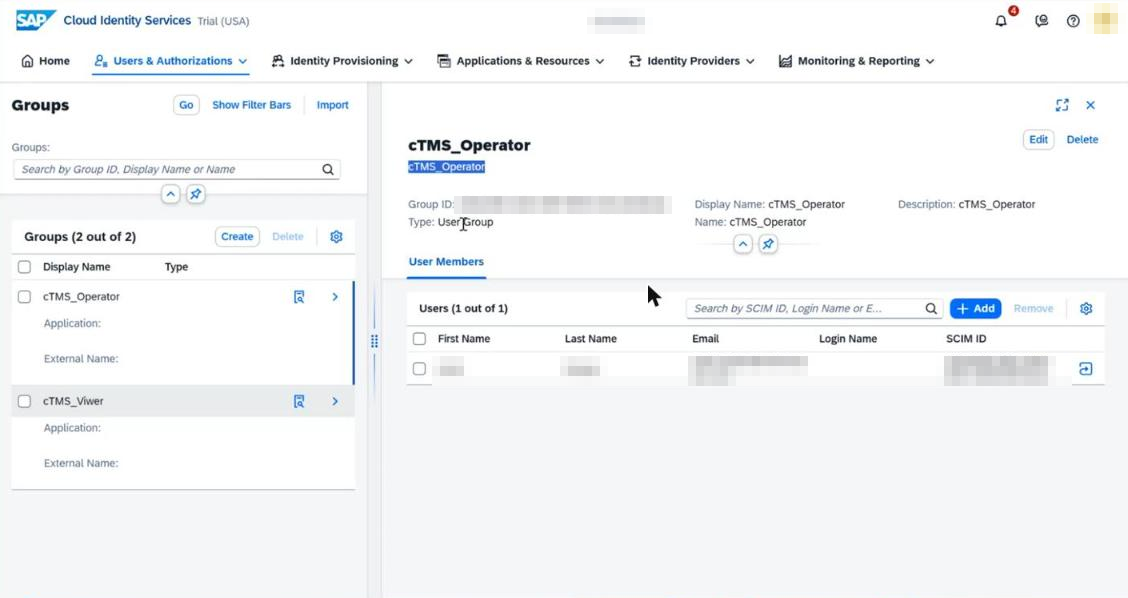 SAP Cloud Identity Services Trial (USA)
4
Home Users & Authorizations Identity Provisioning Applications & Resources Identity Providers Monitoring & Reporting
Groups Go Show Filter Bars Import
Groups:
Search by Group ID, Display Name or Name
Groups (2 out of 2) Create Delete
Display Name Type
cTMS_Operator
Application:
External Name:
cTMS_Viwer
Application:
External Name:
cTMS_Operator Edit Delete
cTMS_Operator
Group ID: Display Name: cTMS_Operator Description: cTMS_Operator
Type: User Group Name: cTMS_Operator
User Members
Users (1 out of 1) Search by SCIM ID, Login Name or E... + Add Remove
First Name Last Name Email Login Name SCIM ID